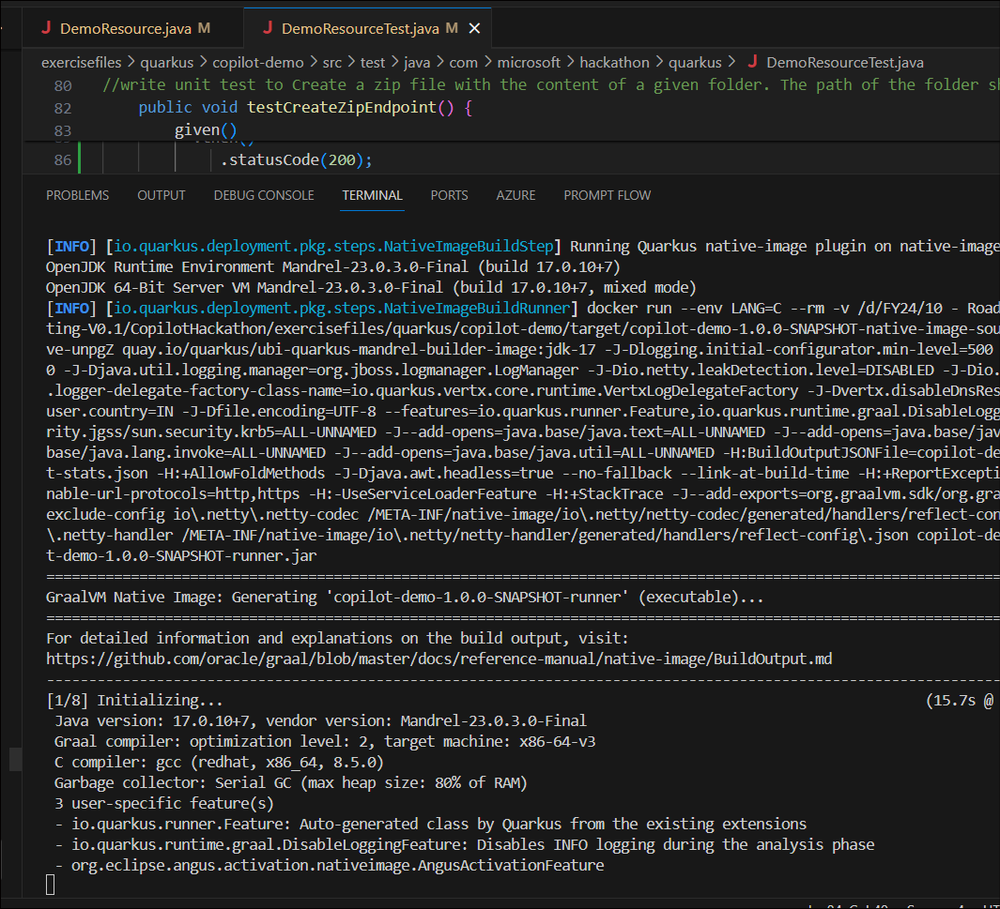 J DemoResource.java M J DemoResourceTest.java M ✕
exercisefiles > quarkus > copilot-demo > src > test > java > com > microsoft > hackathon > quarkus > J DemoResourceTest.java
80 //write unit test to Create a zip file with the content of a given folder. The path of the folder sh
82 public void testCreateZipEndpoint() {
83 given()
86 .statusCode(200);
PROBLEMS OUTPUT DEBUG CONSOLE TERMINAL PORTS AZURE PROMPT FLOW
[INFO] [io.quarkus.deployment.pkg.steps.NativeImageBuildStep] Running Quarkus native-image plugin on native-image
OpenJDK Runtime Environment Mandrel-23.0.3.0-Final (build 17.0.10+7)
OpenJDK 64-Bit Server VM Mandrel-23.0.3.0-Final (build 17.0.10+7, mixed mode)
[INFO] [io.quarkus.deployment.pkg.steps.NativeImageBuildRunner] docker run --env LANG=C --rm -v /d/FY24/10 - Road
ting-V0.1/CopilotHackathon/exercisefiles/quarkus/copilot-demo/target/copilot-demo-1.0.0-SNAPSHOT-native-image-sou
ve-unpgZ quay.io/quarkus/ubi-quarkus-mandrel-builder-image:jdk-17 -J-Dlogging.initial-configurator.min-level=500
0 -J-Djava.util.logging.manager=org.jboss.logmanager.LogManager -J-Dio.netty.leakDetection.level=DISABLED -J-Dio.
.logger-delegate-factory-class-name=io.quarkus.vertx.core.runtime.VertxLogDelegateFactory -J-Dvertx.disableDnsRes
user.country=IN -J-Dfile.encoding=UTF-8 --features=io.quarkus.runner.Feature,io.quarkus.runtime.graal.DisableLogg
rity.jgss/sun.security.krb5=ALL-UNNAMED -J--add-opens=java.base/java.text=ALL-UNNAMED -J--add-opens=java.base/jav
base/java.lang.invoke=ALL-UNNAMED -J--add-opens=java.base/java.util=ALL-UNNAMED -H:BuildOutputJSONFile=copilot-de
t-stats.json -H:+AllowFoldMethods -J-Djava.awt.headless=true --no-fallback --link-at-build-time -H:+ReportExcepti
nable-url-protocols=http,https -H:-UseServiceLoaderFeature -H:+StackTrace -J--add-exports=org.graalvm.sdk/org.gra
exclude-config io\.netty\.netty-codec /META-INF/native-image/io\.netty/netty-codec/generated/handlers/reflect-con
\.netty-handler /META-INF/native-image/io\.netty/netty-handler/generated/handlers/reflect-config\.json copilot-de
t-demo-1.0.0-SNAPSHOT-runner.jar
GraalVM Native Image: Generating 'copilot-demo-1.0.0-SNAPSHOT-runner' (executable)...
For detailed information and explanations on the build output, visit:
https://github.com/oracle/graal/blob/master/docs/reference-manual/native-image/BuildOutput.md
[1/8] Initializing... (15.7s @
Java version: 17.0.10+7, vendor version: Mandrel-23.0.3.0-Final
Graal compiler: optimization level: 2, target machine: x86-64-v3
C compiler: gcc (redhat, x86_64, 8.5.0)
Garbage collector: Serial GC (max heap size: 80% of RAM)
3 user-specific feature(s)
- io.quarkus.runner.Feature: Auto-generated class by Quarkus from the existing extensions
- io.quarkus.runtime.graal.DisableLoggingFeature: Disables INFO logging during the analysis phase
- org.eclipse.angus.activation.nativeimage.AngusActivationFeature